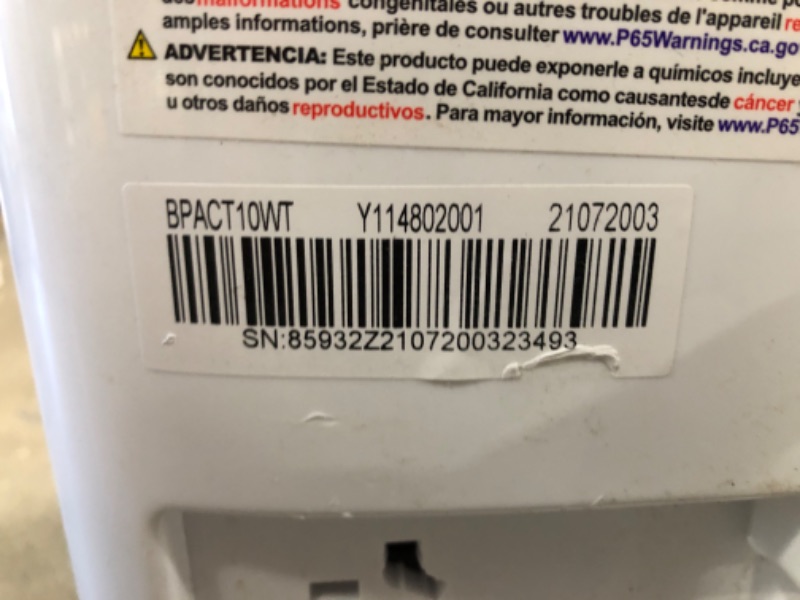 malformations congénitales ou autres troubles de l'appareil re
amples informations, prière de consulter www.P65Warnings.ca.go
ADVERTENCIA: Este producto puede exponerle a químicos incluye
son conocidos por el Estado de California como causantesde cáncer y
u otros daños reproductivos. Para mayor información, visite www.P65
BPACT10WT Y114802001 21072003
SN:85932Z2107200323493